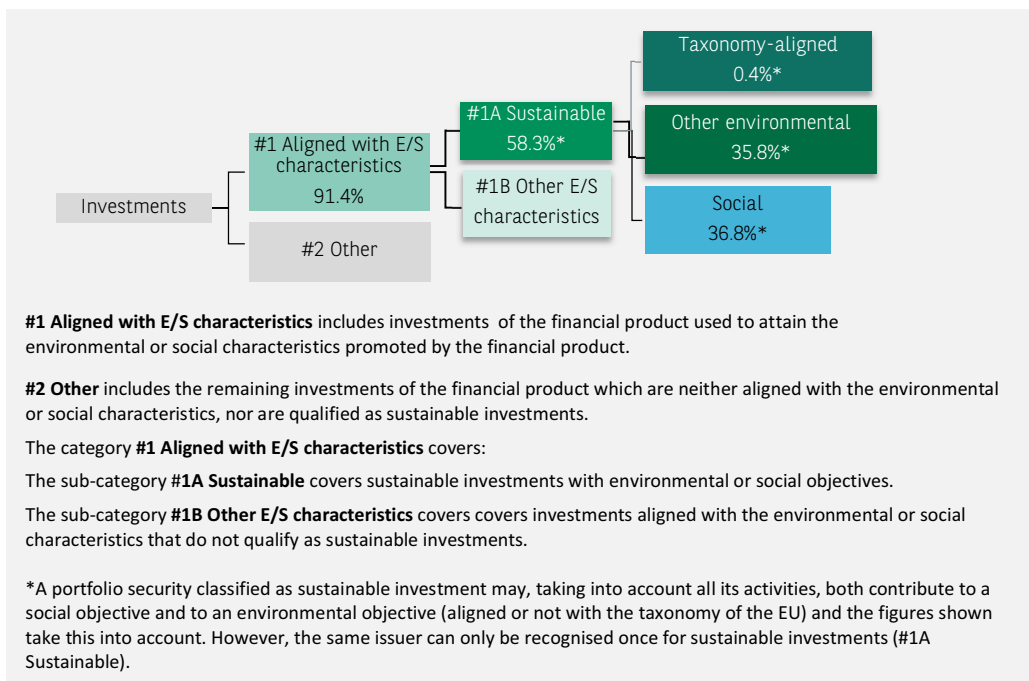 Taxonomy-aligned
0.4%*
#1A Sustainable
58.3%*
Other environmental
35.8%*
#1 Aligned with E/S
characteristics
91.4%
#1B Other E/S
characteristics
Investments
Social
36.8%*
#2 Other
#1 Aligned with E/S characteristics includes investments of the financial product used to attain the
environmental or social characteristics promoted by the financial product.
#2 Other includes the remaining investments of the financial product which are neither aligned with the environmental
or social characteristics, nor are qualified as sustainable investments.
The category #1 Aligned with E/S characteristics covers:
The sub-category #1A Sustainable covers sustainable investments with environmental or social objectives.
The sub-category #1B Other E/S characteristics covers covers investments aligned with the environmental or social
characteristics that do not qualify as sustainable investments.
*A portfolio security classified as sustainable investment may, taking into account all its activities, both contribute to a
social objective and to an environmental objective (aligned or not with the taxonomy of the EU) and the figures shown
take this into account. However, the same issuer can only be recognised once for sustainable investments (#1A
Sustainable).